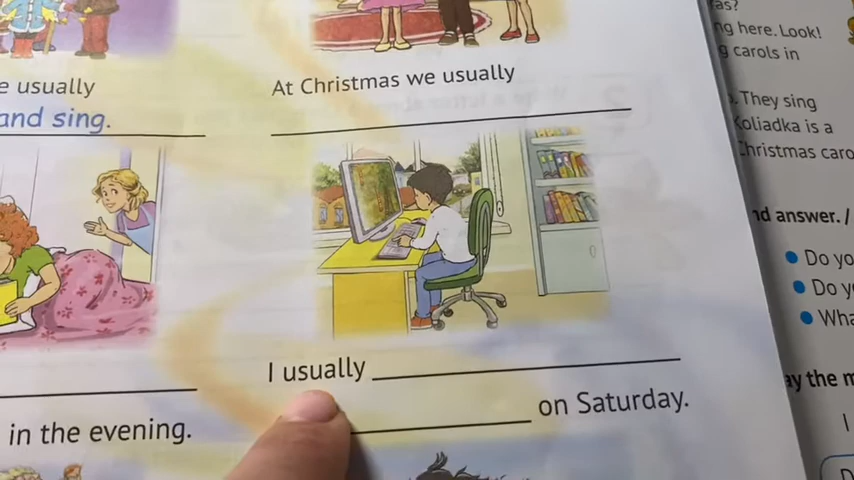 e usually
and sing.
At Christmas we usually
in the evening.
I usually
on Saturday.
as?
ng here. Look!
g carols in
They sing
Koliadka is a
Christmas caro
nd answer. /
Do yo
Do y
Wha
ay the m
I